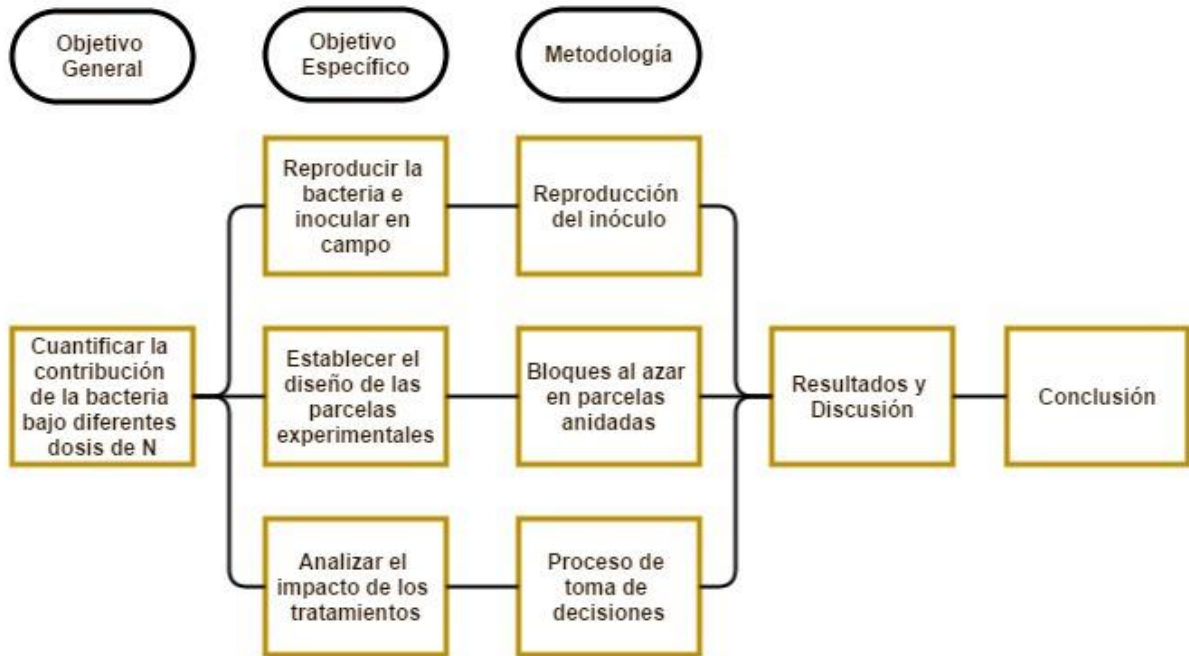 Objetivo
General
Objetivo
Específico
Metodología
Reproducir la
bacteria e
inocular en
campo
Reproducción
del inóculo
Cuantificar la
contribución
de la bacteria
bajo diferentes
dosis de N
Establecer el
diseño de las
parcelas
experimentales
Bloques al azar
en parcelas
anidadas
Resultados y
Discusión
Conclusión
Analizar el
impacto de los
tratamientos
Proceso de
toma de
decisiones